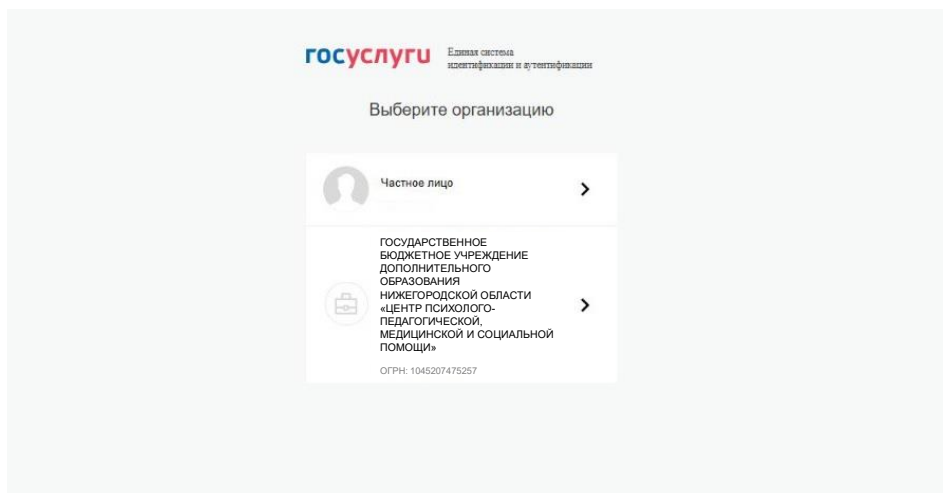 госуслуги
Единая система
идентификации и аутентификации
Выберите организацию
Частное лицо
ГОСУДАРСТВЕННОЕ
БЮДЖЕТНОЕ УЧРЕЖДЕНИЕ
ДОПОЛНИТЕЛЬНОГО
ОБРАЗОВАНИЯ
НИЖЕГОРОДСКОЙ ОБЛАСТИ
«ЦЕНТР ПСИХОЛОГО-
ПЕДАГОГИЧЕСКОЙ,
МЕДИЦИНСКОЙ И СОЦИАЛЬНОЙ
ПОМОЩИ»
ОГРН: 1045207475257